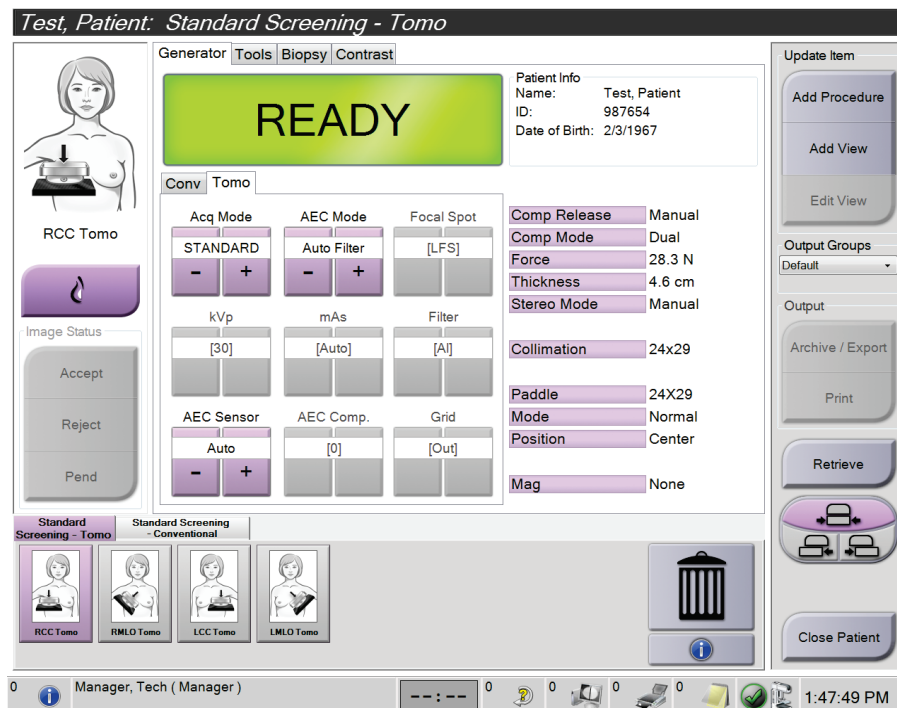 Test, Patient: Standard Screening - Tomo
Generator Tools Biopsy Contrast
READY
Patient Info
Name: Test, Patient
ID: 987654
Date of Birth: 2/3/1967
RCC Tomo
Image Status
Accept
Reject
Pend
Conv Tomo
Acq Mode AEC Mode Focal Spot
STANDARD Auto Filter [LFS]
- + - +
kVp mAs Filter
[30] [Auto] [Al]
AEC Sensor AEC Comp. Grid
Auto [0] [Out]
- +
Comp Release Manual
Comp Mode Dual
Force 28.3 N
Thickness 4.6 cm
Stereo Mode Manual
Collimation 24x29
Paddle 24X29
Mode Normal
Position Center
Mag None
Update Item
Add Procedure
Add View
Edit View
Output Groups
Default
Output
Archive / Export
Print
Retrieve
Close Patient
Standard
Screening - Tomo
Standard Screening
- Conventional
RCC Tomo RMLO Tomo LCC Tomo LMLO Tomo
0 Manager, Tech ( Manager ) --:-- 0 0 0 0 1:47:49 PM